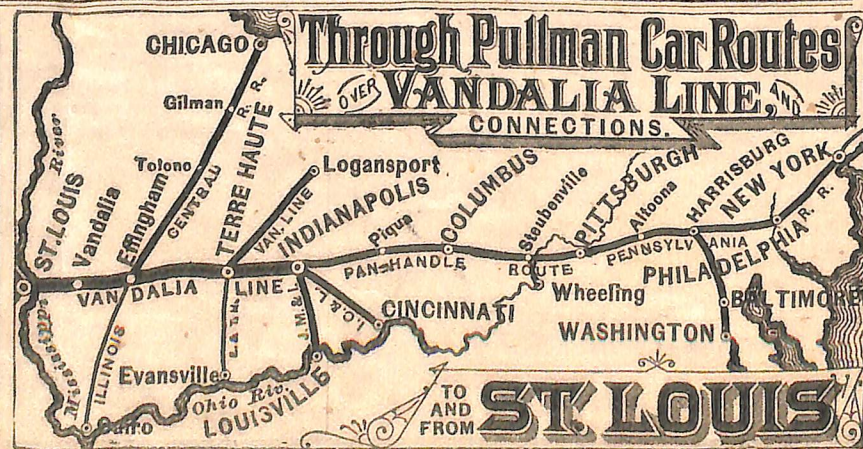 Through Pullman Car Routes
OVER VANDALIA LINE, AND
CONNECTIONS.
CHICAGO
Gilman
R. R.
Tolono
CENTRAL
Mississippi River
ST. LOUIS
Vandalia
Effingham
TERRE HAUTE
Logansport
VAN. LINE
INDIANAPOLIS
Piqua
COLUMBUS
Steubenville
PITTSBURGH
Altoona
HARRISBURG
NEW YORK
VANDALIA LINE
PAN-HANDLE ROUTE
PENNSYLVANIA R. R.
PHILADELPHIA
Wheeling
BALTIMORE
WASHINGTON
J. M. & I.
CINCINNATI
ILLINOIS
Evansville
Ohio Riv.
LOUISVILLE
Cairo
TO
AND
FROM
ST. LOUIS